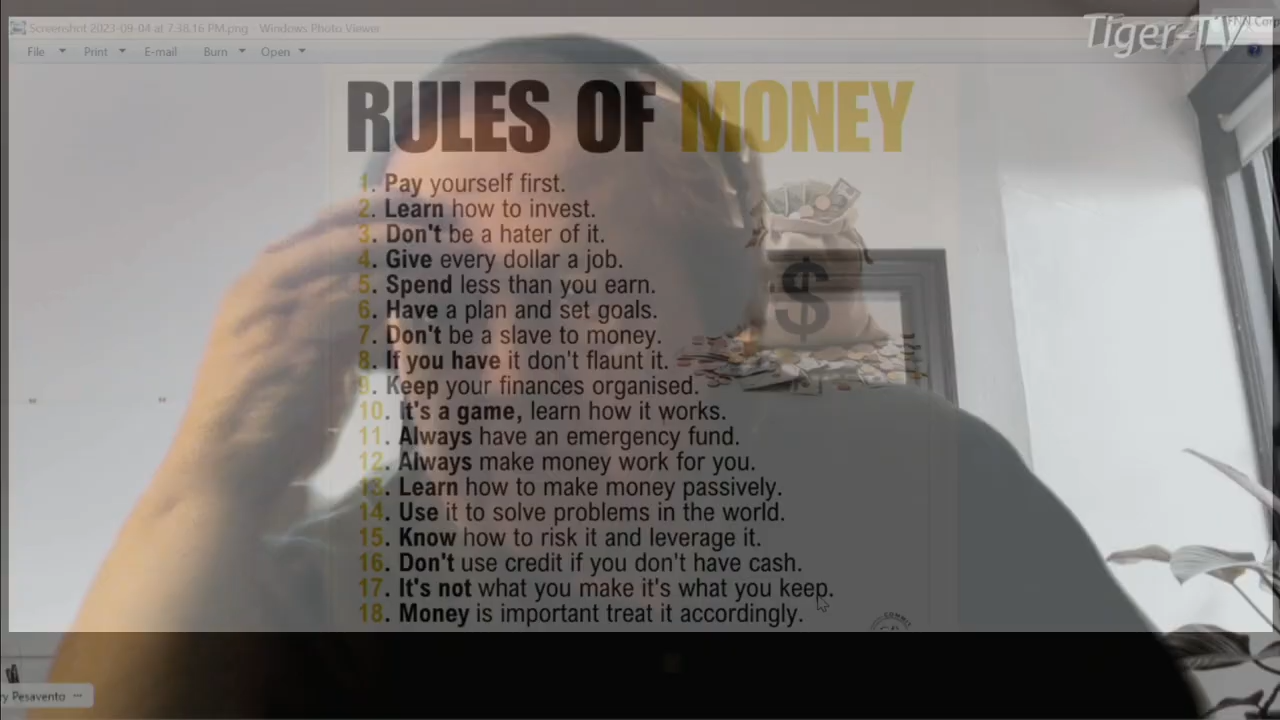 Screenshot 2023-09-04 at 7.38.16 PM.png - Windows Photo Viewer
Tiger-TV
File Print E-mail Burn Open
RULES OF MONEY
1. Pay yourself first.
2. Learn how to invest.
3. Don't be a hater of it.
4. Give every dollar a job.
5. Spend less than you earn.
6. Have a plan and set goals.
7. Don't be a slave to money.
8. If you have it don't flaunt it.
9. Keep your finances organised.
10. It's a game, learn how it works.
11. Always have an emergency fund.
12. Always make money work for you.
13. Learn how to make money passively.
14. Use it to solve problems in the world.
15. Know how to risk it and leverage it.
16. Don't use credit if you don't have cash.
17. It's not what you make it's what you keep.
18. Money is important treat it accordingly.
$
ry Pesavento